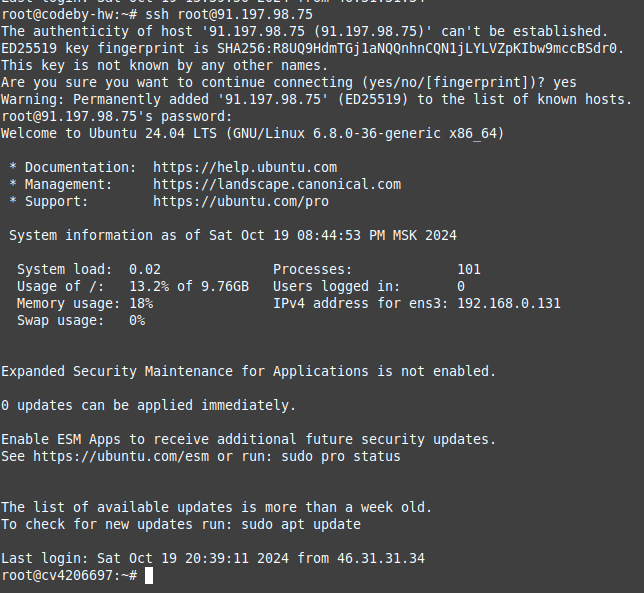 root@codeby-hw:~# ssh root@91.197.98.75
The authenticity of host '91.197.98.75 (91.197.98.75)' can't be established.
ED25519 key fingerprint is SHA256:R8UQ9HdmTGj1aNQQnhnCQN1jLYLVZpKIbw9mccBSdr0.
This key is not known by any other names.
Are you sure you want to continue connecting (yes/no/[fingerprint])? yes
Warning: Permanently added '91.197.98.75' (ED25519) to the list of known hosts.
root@91.197.98.75's password:
Welcome to Ubuntu 24.04 LTS (GNU/Linux 6.8.0-36-generic x86_64)
* Documentation:  https://help.ubuntu.com
* Management:     https://landscape.canonical.com
* Support:        https://ubuntu.com/pro
System information as of Sat Oct 19 08:44:53 PM MSK 2024
System load:  0.02              Processes:             101
Usage of /:   13.2% of 9.76GB   Users logged in:       0
Memory usage: 18%               IPv4 address for ens3: 192.168.0.131
Swap usage:   0%
Expanded Security Maintenance for Applications is not enabled.
0 updates can be applied immediately.
Enable ESM Apps to receive additional future security updates.
See https://ubuntu.com/esm or run: sudo pro status
The list of available updates is more than a week old.
To check for new updates run: sudo apt update
Last login: Sat Oct 19 20:39:11 2024 from 46.31.31.34
root@cv4206697:~#